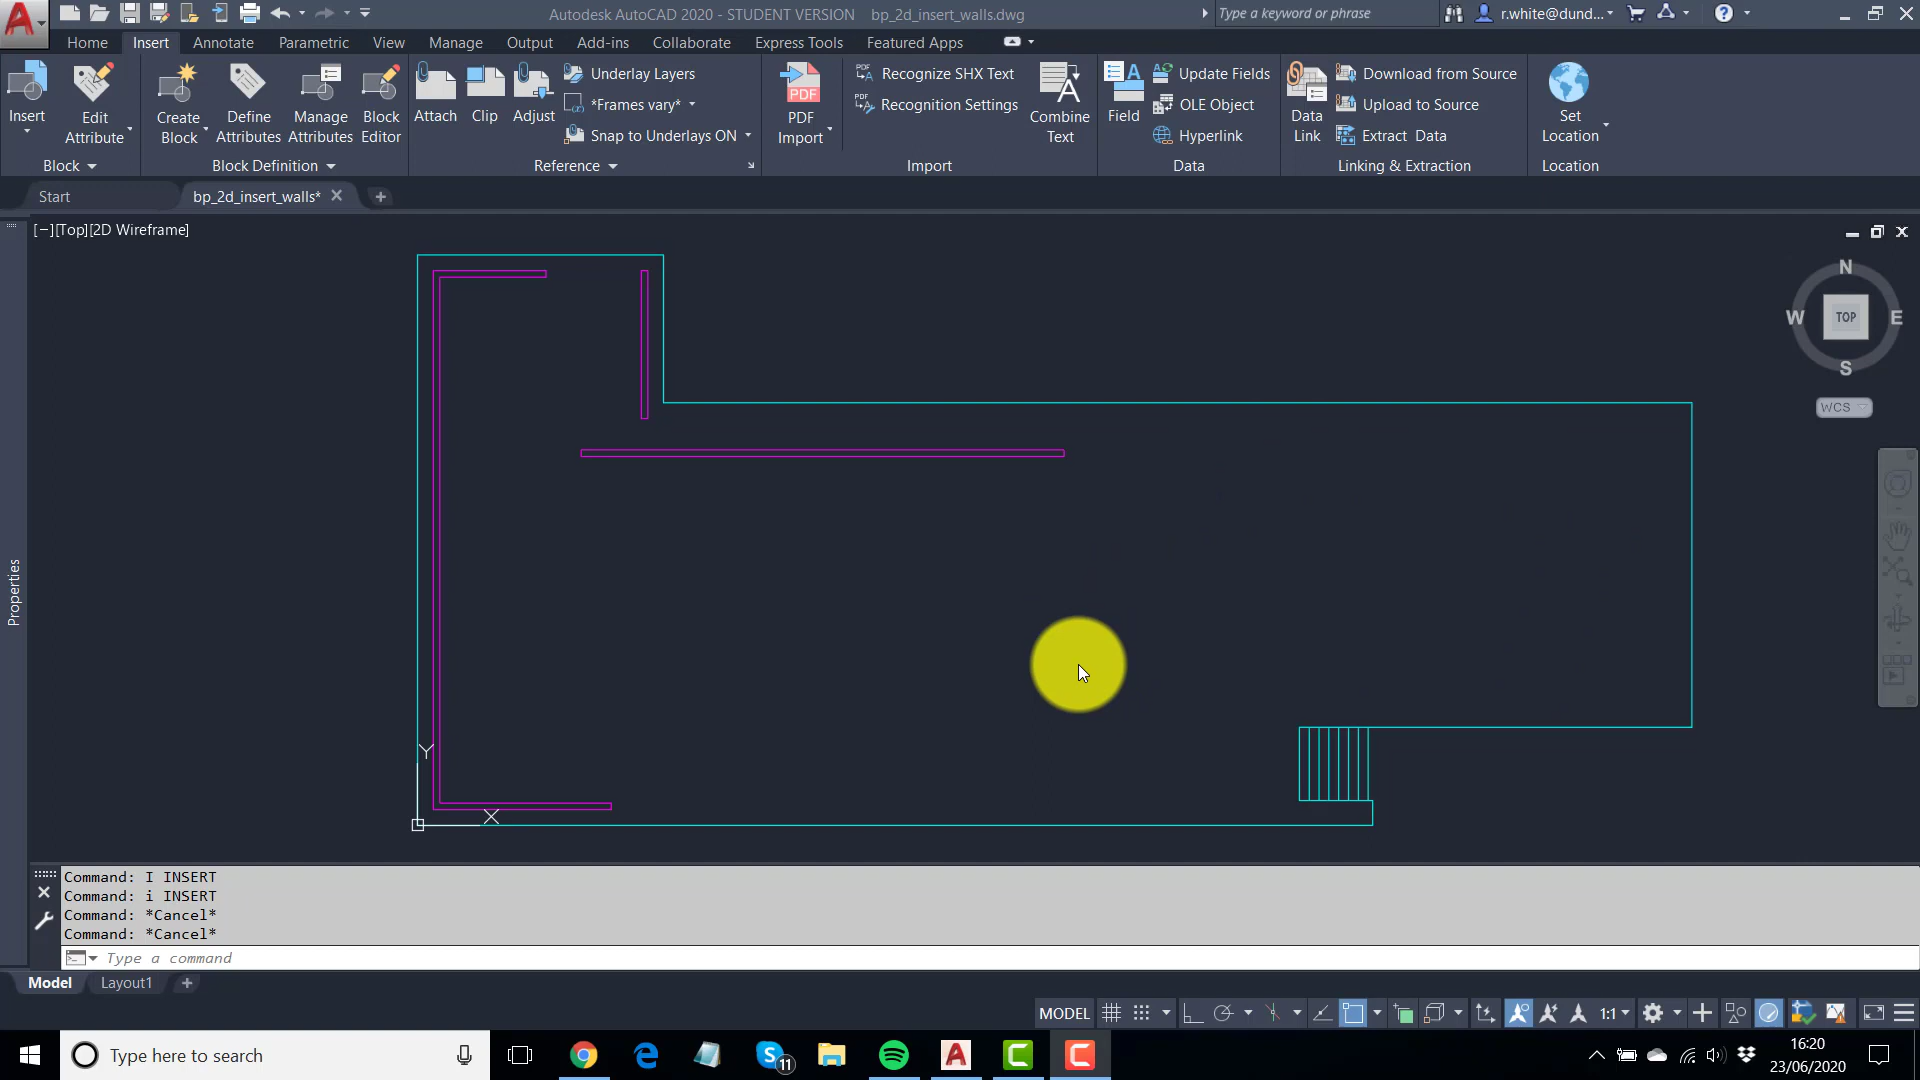 Autodesk AutoCAD 2020 - STUDENT VERSION bp_2d_insert_walls.dwg
Type a keyword or phrase
r.white@dund...
Home Insert Annotate Parametric View Manage Output Add-ins Collaborate Express Tools Featured Apps
Insert
Edit Attribute
Create Block
Define Attributes
Manage Attributes
Block Editor
Attach
Clip
Adjust
Underlay Layers
*Frames vary*
Snap to Underlays ON
PDF Import
Recognize SHX Text
Recognition Settings
Combine Text
Field
Update Fields
OLE Object
Hyperlink
Data Link
Download from Source
Upload to Source
Extract Data
Set Location
Block Block Definition Reference Import Data Linking & Extraction Location
Start bp_2d_insert_walls*
[−][Top][2D Wireframe]
N
W TOP E
S
WCS
Properties
Y
X
Command: I INSERT
Command: i INSERT
Command: *Cancel*
Command: *Cancel*
Type a command
Model Layout1
MODEL 1:1
Type here to search
11
16:20
23/06/2020